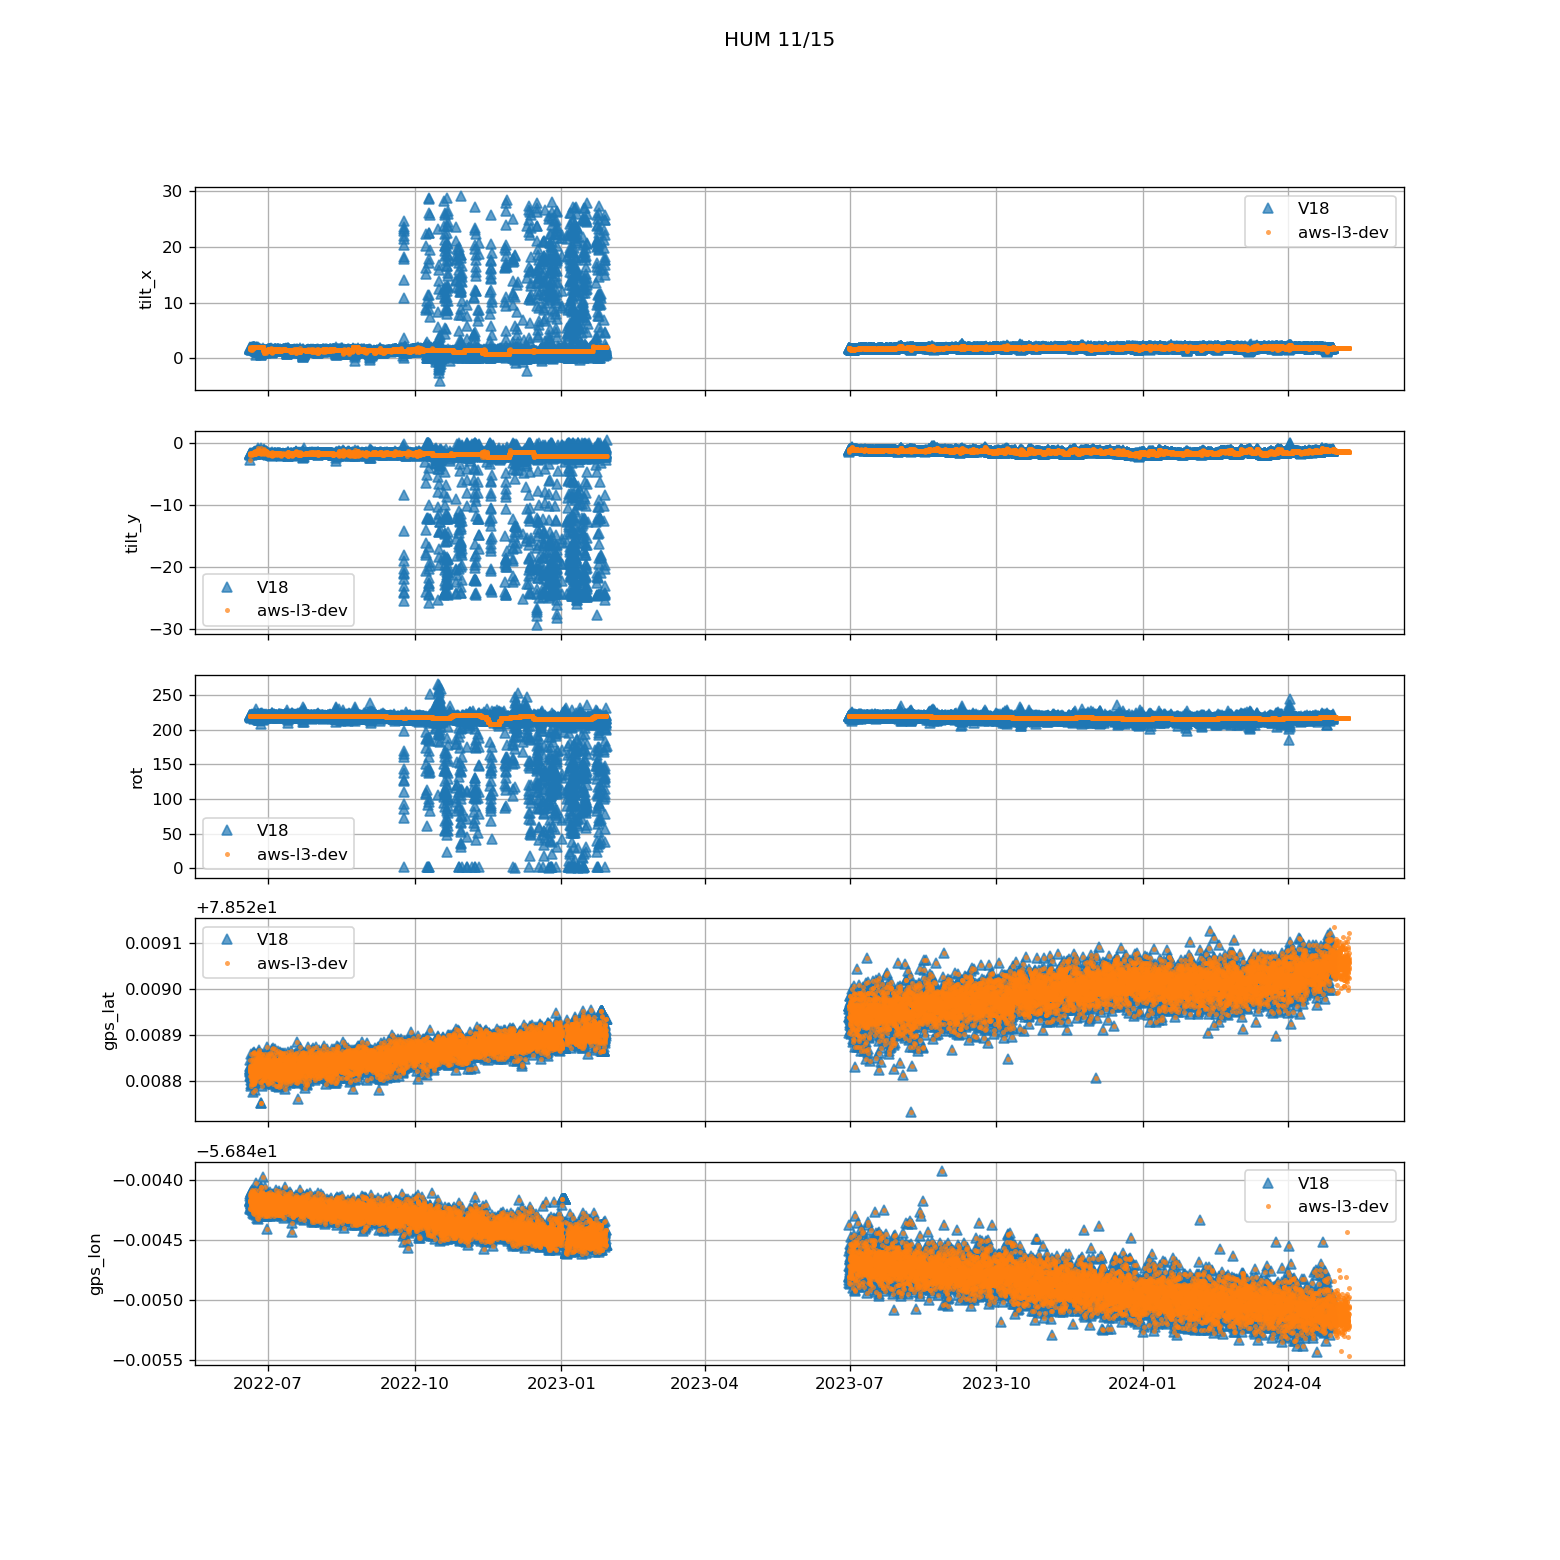 HUM 11/15
30
20
10
0
tilt_x
V18
aws-l3-dev
0
−10
−20
−30
tilt_y
V18
aws-l3-dev
250
200
150
100
50
0
rot
V18
aws-l3-dev
+7.852e1
0.0091
0.0090
0.0089
0.0088
gps_lat
V18
aws-l3-dev
−5.684e1
−0.0040
−0.0045
−0.0050
−0.0055
gps_lon
V18
aws-l3-dev
2022-07 2022-10 2023-01 2023-04 2023-07 2023-10 2024-01 2024-04